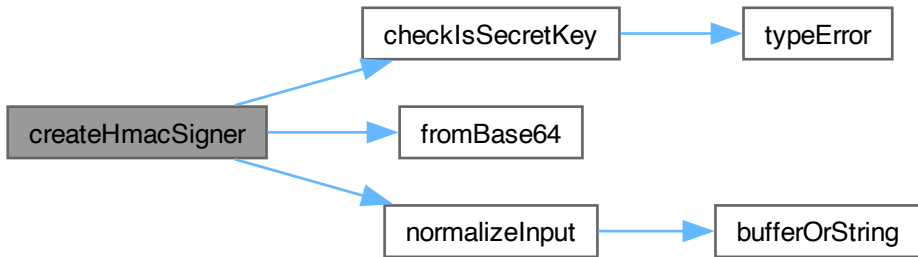 checkIsSecretKey
typeError
createHmacSigner
fromBase64
normalizeInput
bufferOrString